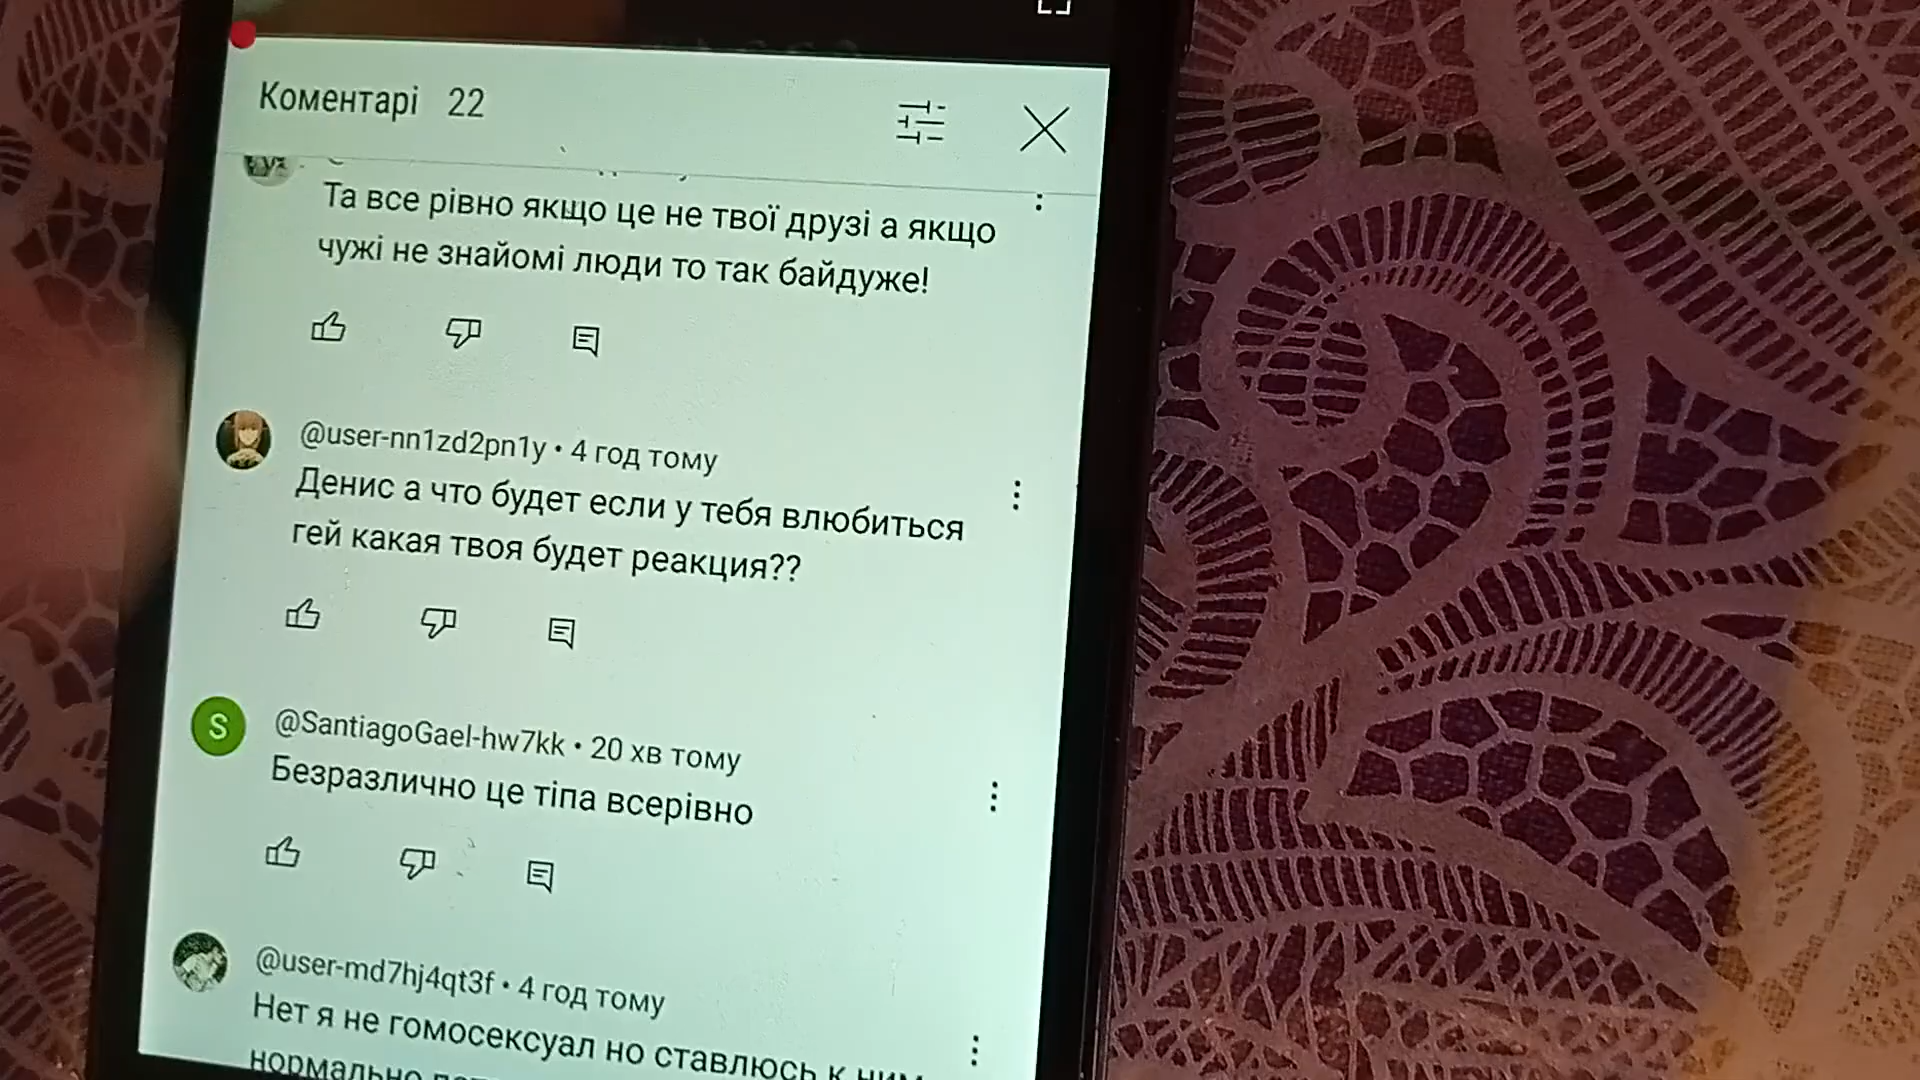 Коментарі 22
Та все рівно якщо це не твої друзі а якщо
чужі не знайомі люди то так байдуже!
@user-nn1zd2pn1y • 4 год тому
Денис а что будет если у тебя влюбиться
гей какая твоя будет реакция??
S
@SantiagoGael-hw7kk • 20 хв тому
Безразлично це тіпа всерівно
@user-md7hj4qt3f • 4 год тому
Нет я не гомосексуал но ставлюсь к ним
нормально